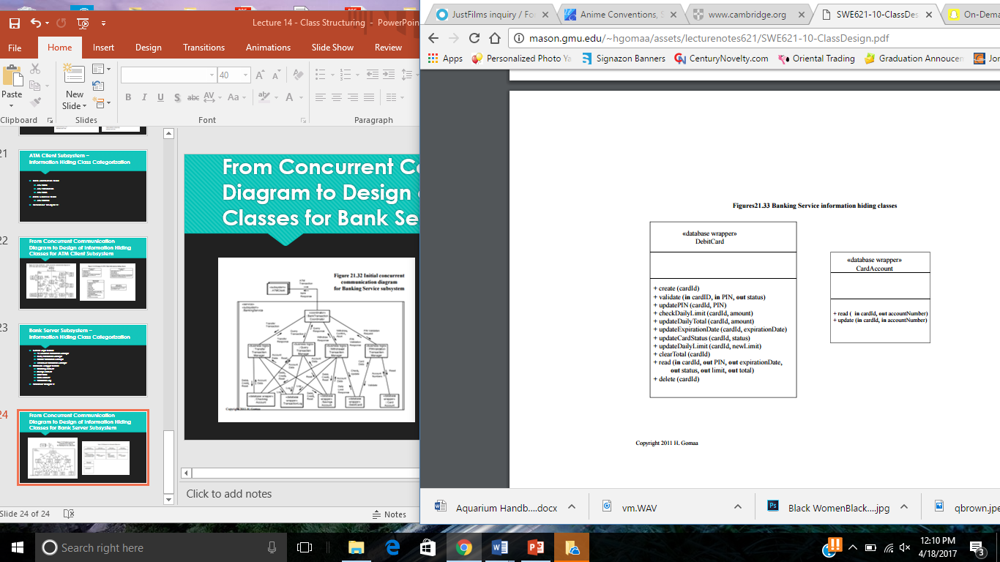 Lecture 14 - Class Structuring - PowerPoin
File
Home
Insert
Design
Transitions
Animations
Slide Show
Review
Paste
New
Slide
40
B I U S abc AV Aa A
Clipboard
Slides
Font
Paragraph
21
ATM Client Subsystem –
Information Hiding Class Categorization
22
From Concurrent Communication
Diagram to Design of Information Hiding
Classes for ATM Client Subsystem
23
Bank Server Subsystem –
Information Hiding Class Categorization
24
From Concurrent Communication
Diagram to Design of Information Hiding
Classes for Bank Server Subsystem
From Concurrent Co
Diagram to Design o
Classes for Bank Se
Figure 21.32 Initial concurrent
communication diagram
for Banking Service subsystem
Click to add notes
Slide 24 of 24
Notes
JustFilms inquiry / Fo
Anime Conventions, S
www.cambridge.org
SWE621-10-ClassDes
On-Dema
mason.gmu.edu/~hgomaa/assets/lecturenotes621/SWE621-10-ClassDesign.pdf
Apps
Personalized Photo Ya
Signazon Banners
CenturyNovelty.com
Oriental Trading
Graduation Annoucen
Jor
Figures21.33 Banking Service information hiding classes
«database wrapper»
DebitCard
+ create (cardId)
+ validate (in cardID, in PIN, out status)
+ updatePIN (cardId, PIN)
+ checkDailyLimit (cardId, amount)
+ updateDailyTotal (cardId, amount)
+ updateExpirationDate (cardId, expirationDate)
+ updateCardStatus (cardId, status)
+ updateDailyLimit (cardId, newLimit)
+ clearTotal (cardId)
+ read (in cardId, out PIN, out expirationDate,
out status, out limit, out total)
+ delete (cardId)
«database wrapper»
CardAccount
+ read ( in cardId, out accountNumber)
+ update (in cardId, in accountNumber)
Copyright 2011 H. Gomaa
Aquarium Handb....docx
vm.WAV
Black WomenBlack....jpg
qbrown.jpe
Search right here
12:10 PM
4/18/2017
3